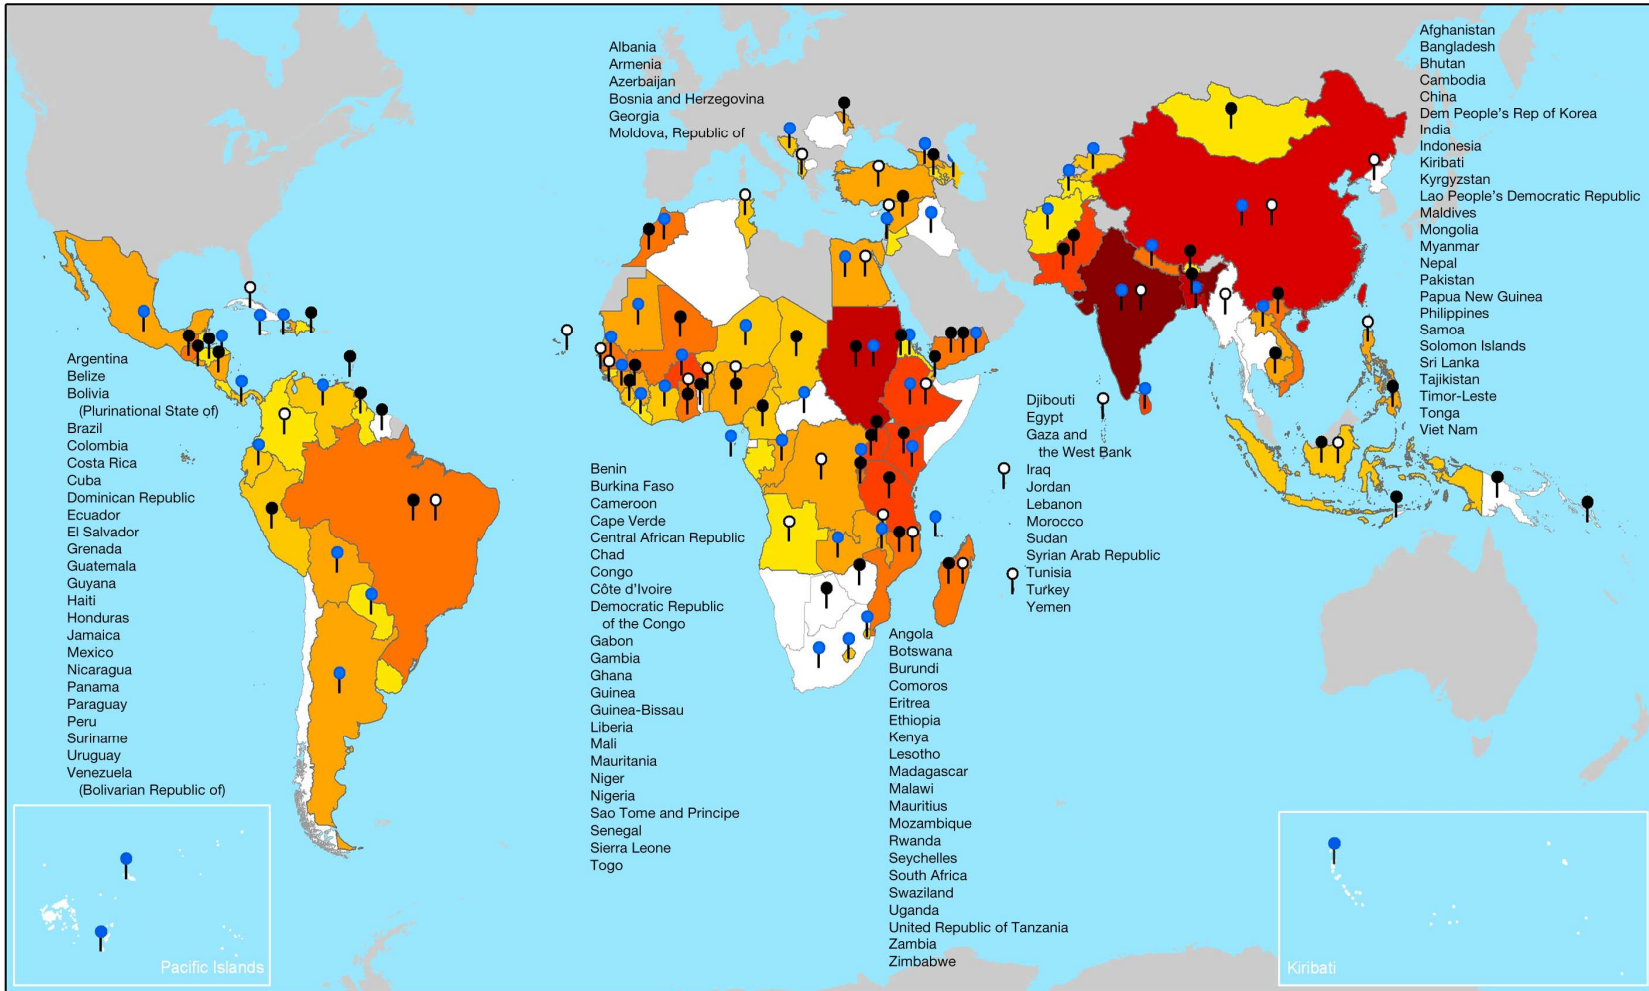 Albania
Armenia
Azerbaijan
Bosnia and Herzegovina
Georgia
Moldova, Republic of
Afghanistan
Bangladesh
Bhutan
Cambodia
China
Dem People's Rep of Korea
India
Indonesia
Kiribati
Kyrgyzstan
Lao People's Democratic Republic
Maldives
Mongolia
Myanmar
Nepal
Pakistan
Papua New Guinea
Philippines
Samoa
Solomon Islands
Sri Lanka
Tajikistan
Timor-Leste
Tonga
Viet Nam
Argentina
Belize
Bolivia
(Plurinational State of)
Brazil
Colombia
Costa Rica
Cuba
Dominican Republic
Ecuador
El Salvador
Grenada
Guatemala
Guyana
Haiti
Honduras
Jamaica
Mexico
Nicaragua
Panama
Paraguay
Peru
Suriname
Uruguay
Venezuela
(Bolivarian Republic of)
Djibouti
Egypt
Gaza and
the West Bank
Iraq
Jordan
Lebanon
Morocco
Sudan
Syrian Arab Republic
Tunisia
Turkey
Yemen
Benin
Burkina Faso
Cameroon
Cape Verde
Central African Republic
Chad
Congo
Côte d'Ivoire
Democratic Republic
of the Congo
Gabon
Gambia
Ghana
Guinea
Guinea-Bissau
Liberia
Mali
Mauritania
Niger
Nigeria
Sao Tome and Principe
Senegal
Sierra Leone
Togo
Angola
Botswana
Burundi
Comoros
Eritrea
Ethiopia
Kenya
Lesotho
Madagascar
Malawi
Mauritius
Mozambique
Rwanda
Seychelles
South Africa
Swaziland
Uganda
United Republic of Tanzania
Zambia
Zimbabwe
Pacific Islands
Kiribati